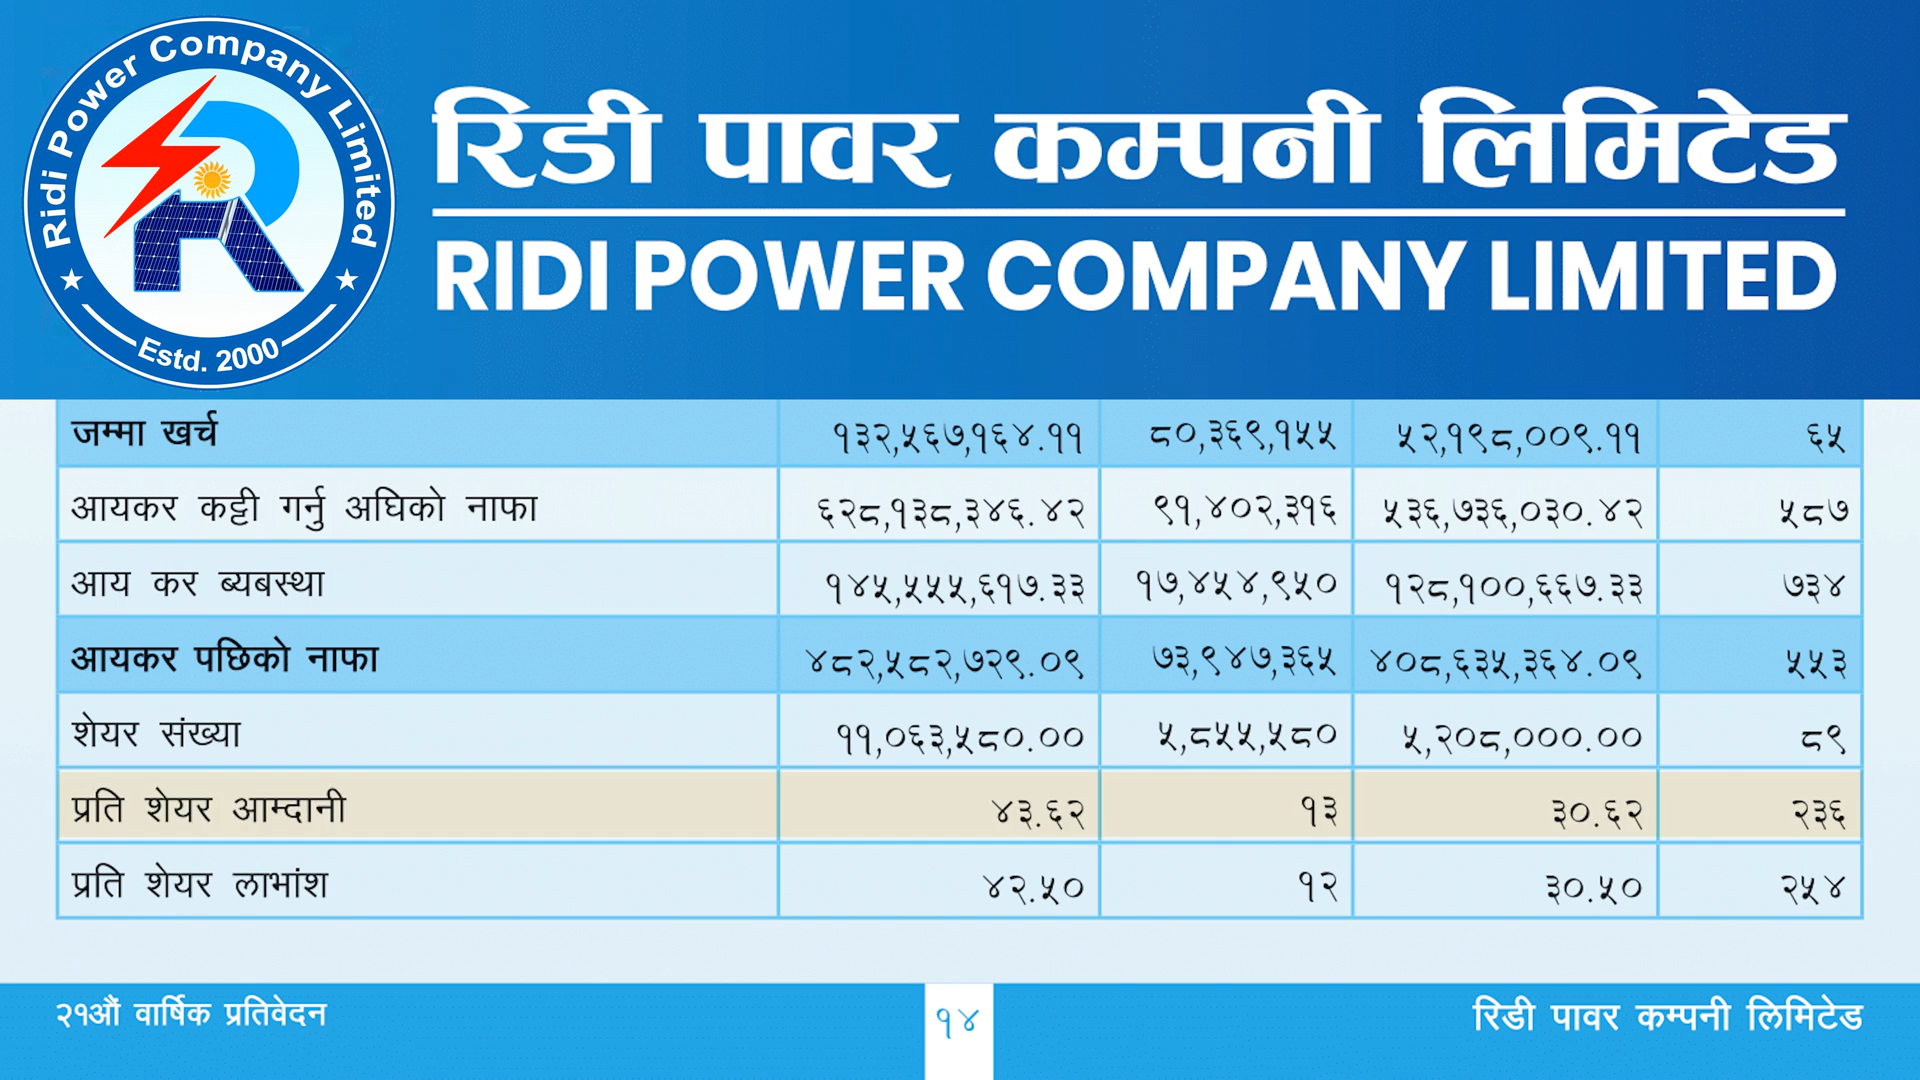 Ridi Power Company Limited
Estd. 2000
रिडी पावर कम्पनी लिमिटेड
RIDI POWER COMPANY LIMITED
जम्मा खर्च १३२,५६७,१६४.११ ८०,३६९,१५५ ५२,१९८,००९.११ ६५
आयकर कट्टी गर्नु अघिको नाफा ६२८,१३८,३४६.४२ ९१,४०२,३१६ ५३६,७३६,०३०.४२ ५८७
आय कर ब्यबस्था १४५,५५५,६१७.३३ १७,४५४,९५० १२८,१००,६६७.३३ ७३४
आयकर पछिको नाफा ४८२,५८२,७२९.०९ ७३,९४७,३६५ ४०८,६३५,३६४.०९ ५५३
शेयर संख्या ११,०६३,५८०.०० ५,८५५,५८० ५,२०८,०००.०० ८९
प्रति शेयर आम्दानी ४३.६२ १३ ३०.६२ २३६
प्रति शेयर लाभांश ४२.५० १२ ३०.५० २५४
२१औं वार्षिक प्रतिवेदन १४ रिडी पावर कम्पनी लिमिटेड